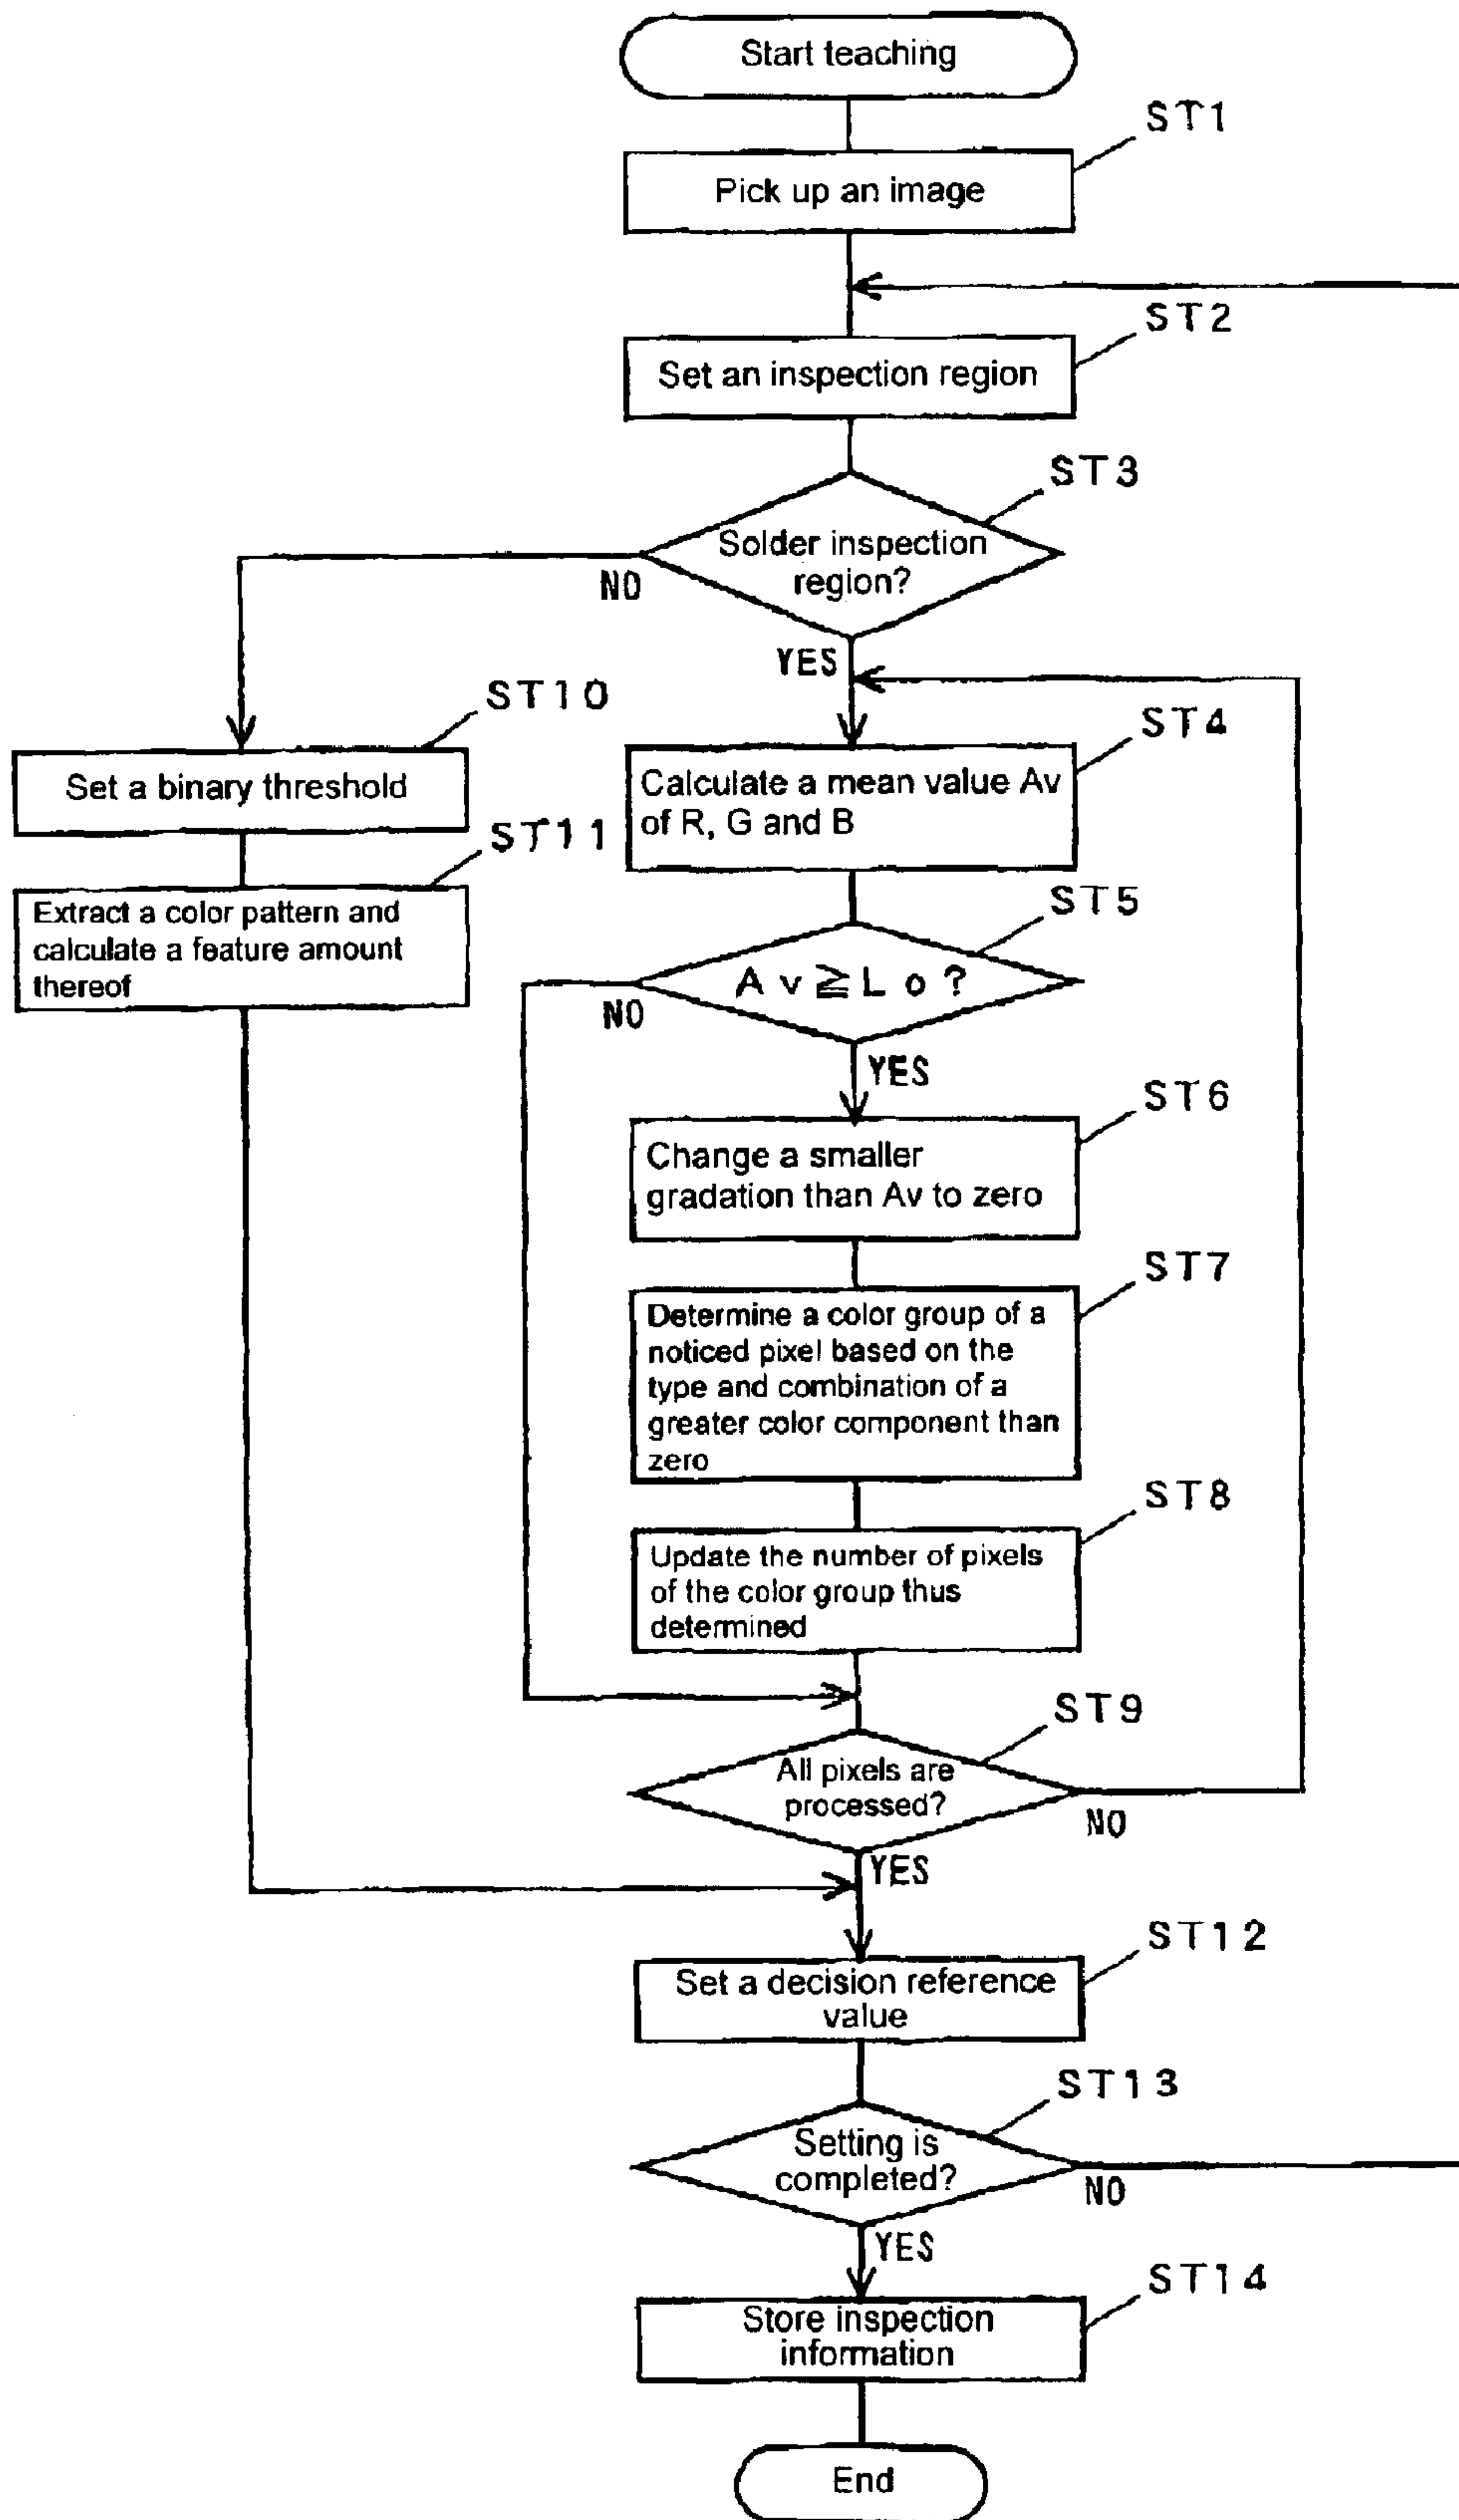 Start teaching
ST1
Pick up an image
ST2
Set an inspection region
ST3
Solder inspection
region?
NO
YES
ST10
Set a binary threshold
ST11
Extract a color pattern and
calculate a feature amount
thereof
ST4
Calculate a mean value Av
of R, G and B
ST5
Av≧Lo?
NO
YES
ST6
Change a smaller
gradation than Av to zero
ST7
Determine a color group of a
noticed pixel based on the
type and combination of a
greater color component than
zero
ST8
Update the number of pixels
of the color group thus
determined
ST9
All pixels are
processed?
NO
YES
ST12
Set a decision reference
value
ST13
Setting is
completed?
NO
YES
ST14
Store inspection
information
End